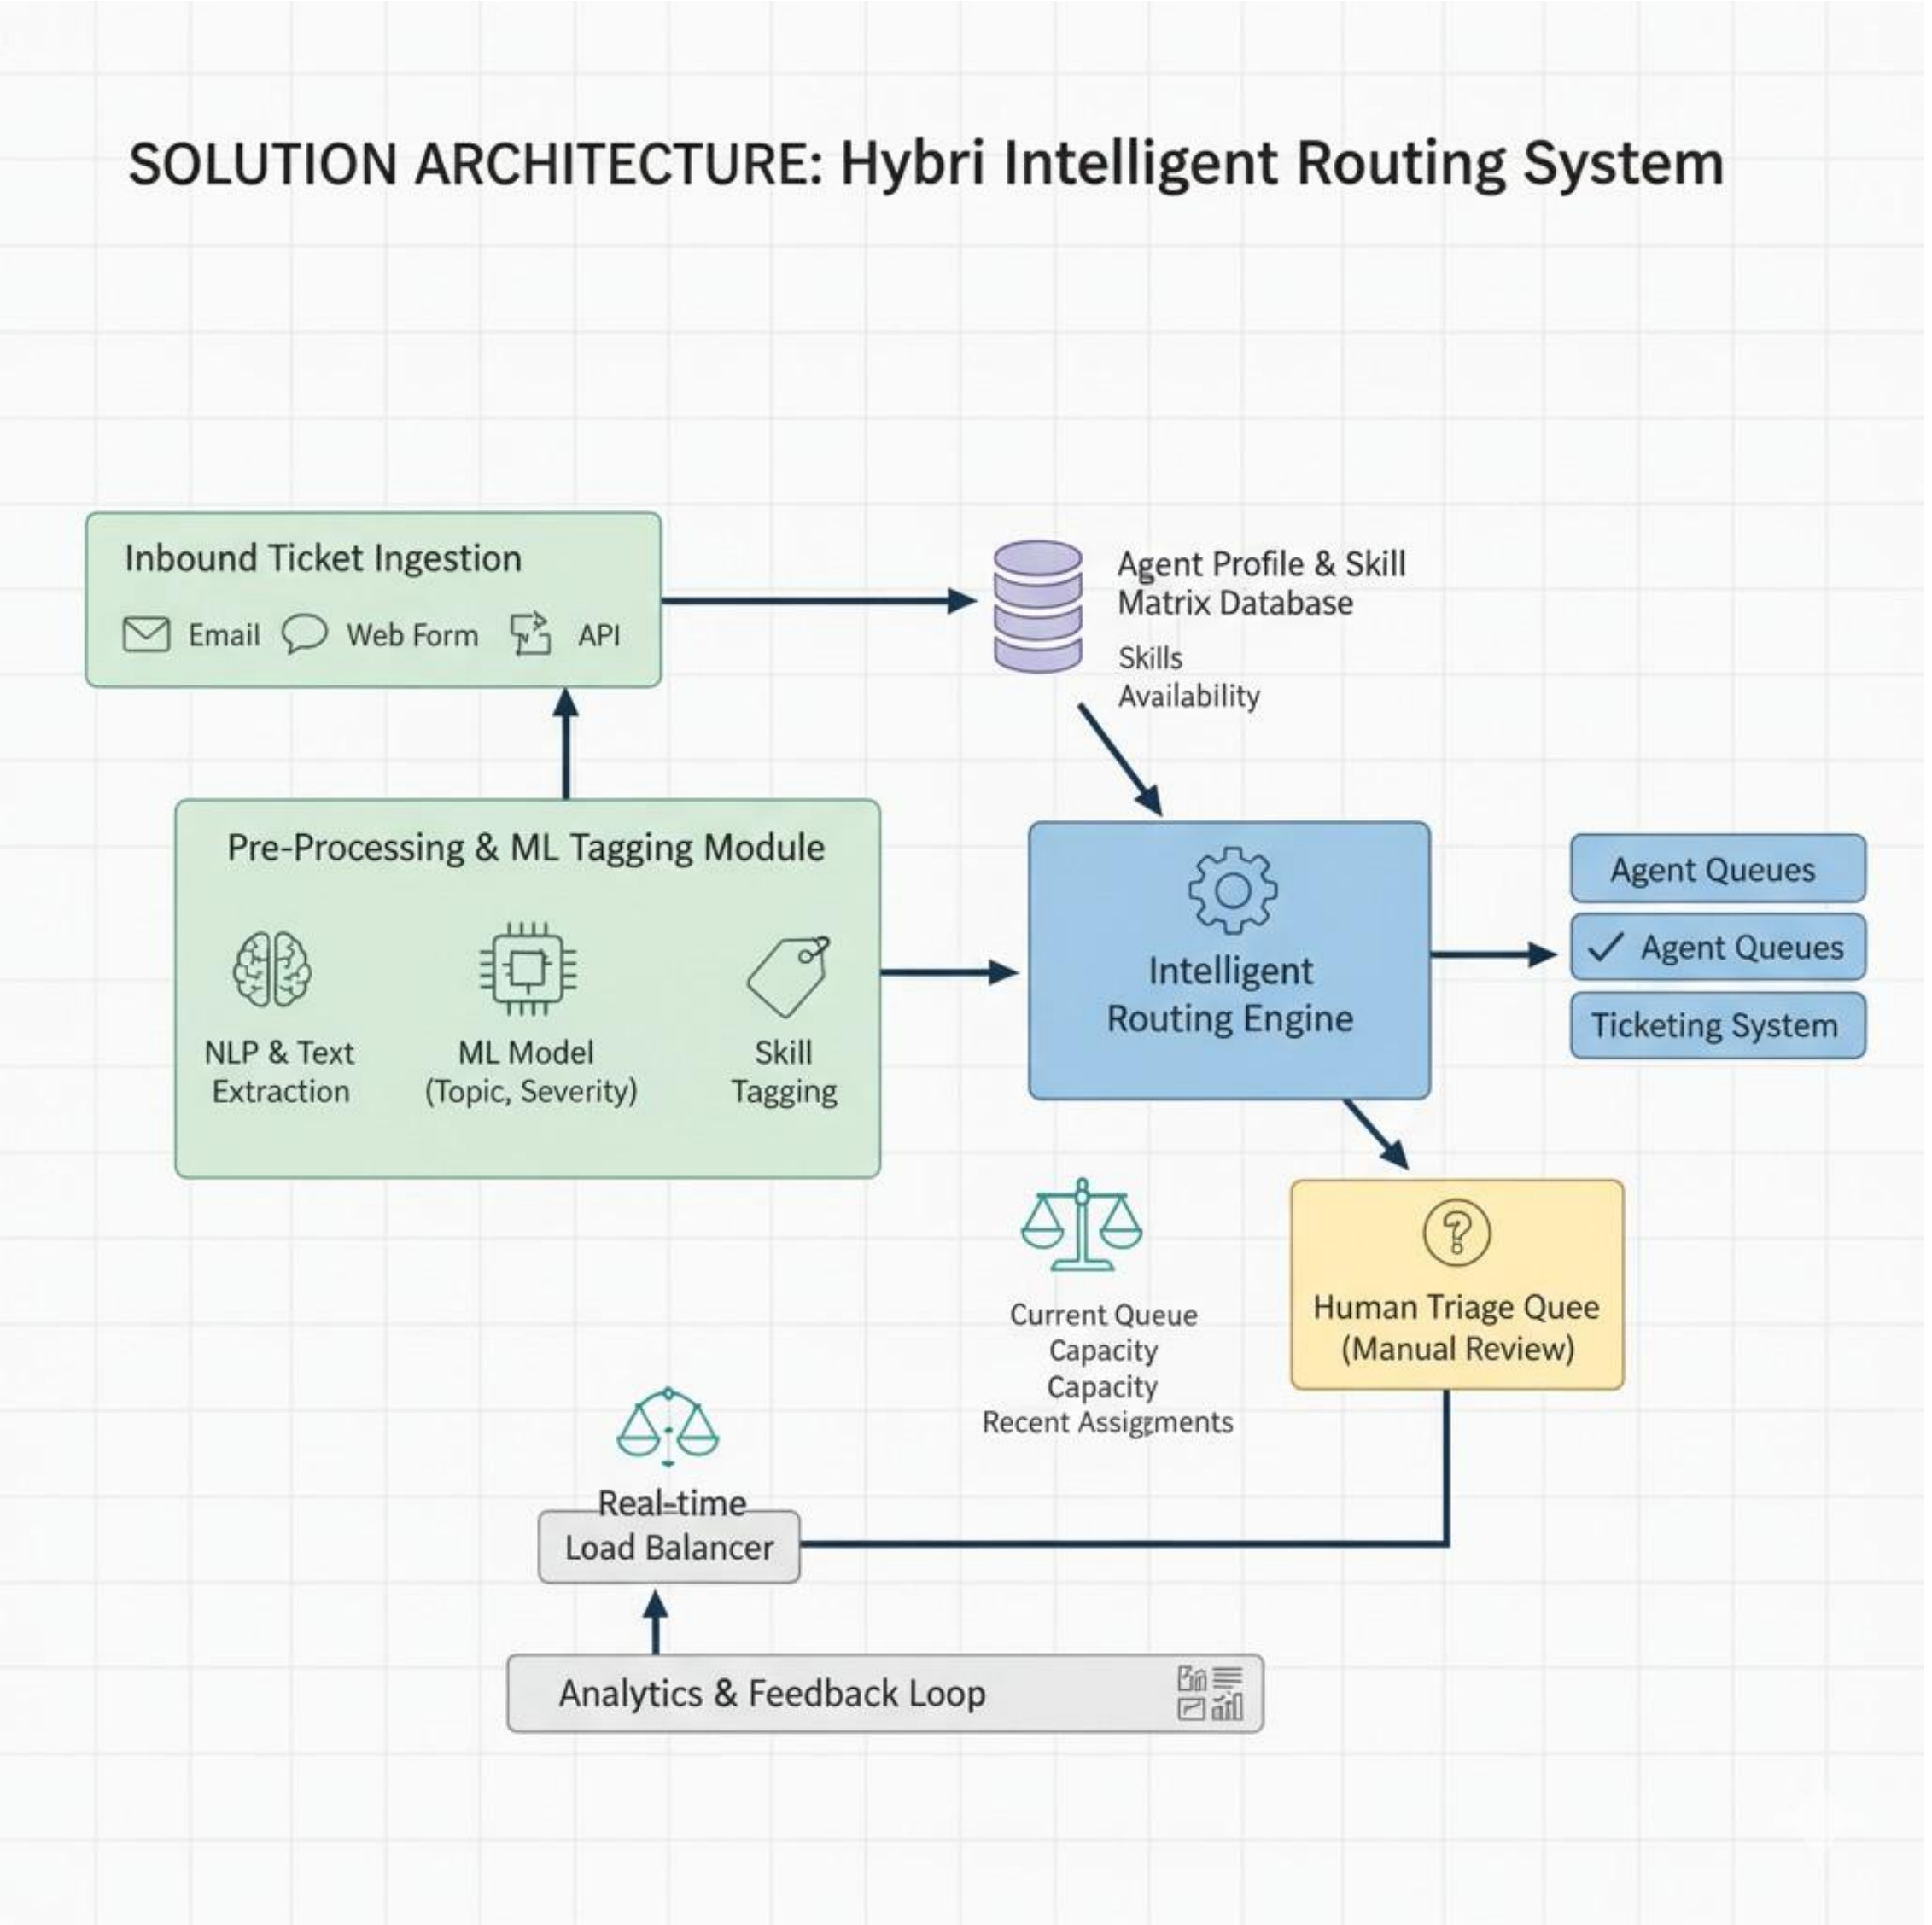 SOLUTION ARCHITECTURE: Hybri Intelligent Routing System
Inbound Ticket Ingestion
Email Web Form API
Agent Profile & Skill
Matrix Database
Skills
Availability
Pre-Processing & ML Tagging Module
NLP & Text
Extraction
ML Model
(Topic, Severity)
Skill
Tagging
Intelligent
Routing Engine
Agent Queues
Agent Queues
Ticketing System
Human Triage Quee
(Manual Review)
Current Queue
Capacity
Capacity
Recent
Real-time
Load Balancer
Analytics & Feedback Loop